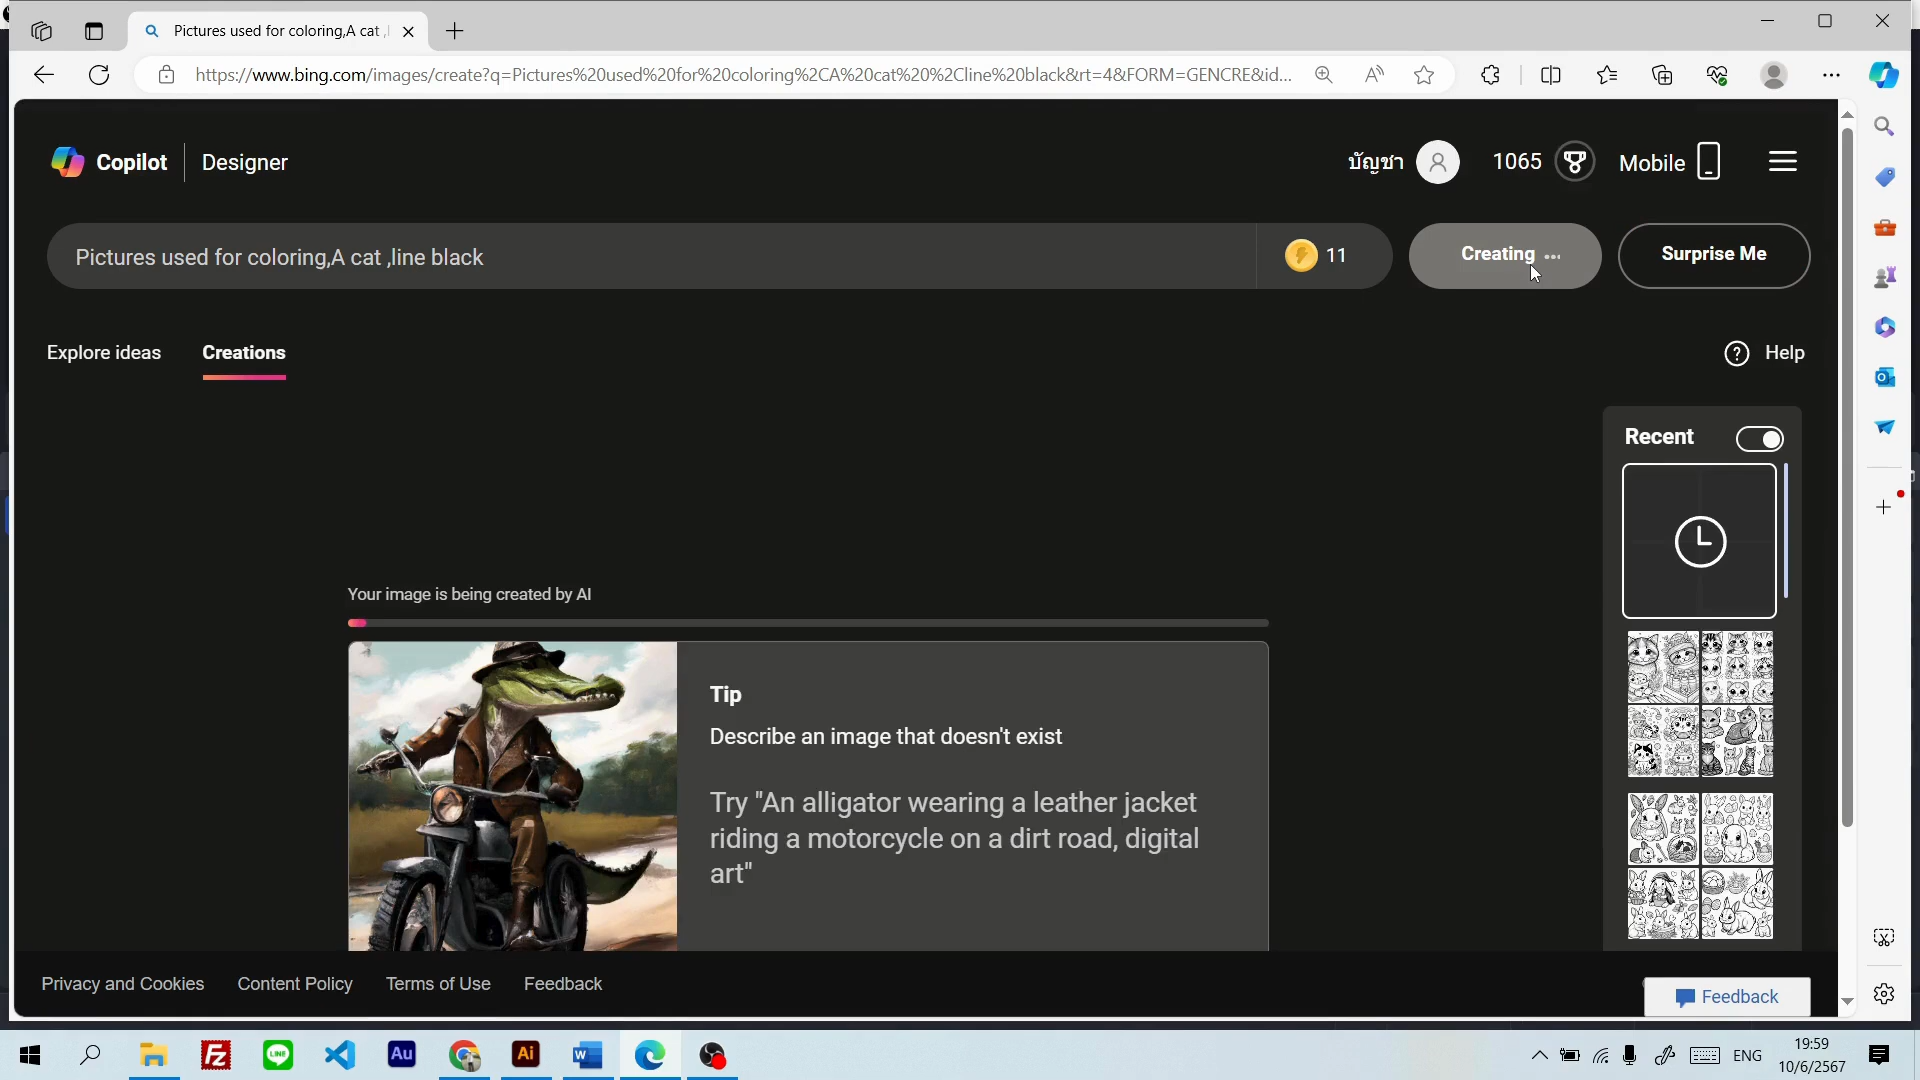 Pictures used for coloring,A cat ,l
https://www.bing.com/images/create?q=Pictures%20used%20for%20coloring%2CA%20cat%20%2Cline%20black&rt=4&FORM=GENCRE&id...
Copilot
Designer
บัญชา
1065
Mobile
Pictures used for coloring,A cat ,line black
11
Creating ...
Surprise Me
Explore ideas
Creations
Help
Recent
Your image is being created by AI
Tip
Describe an image that doesn't exist
Try "An alligator wearing a leather jacket
riding a motorcycle on a dirt road, digital
art"
Privacy and Cookies
Content Policy
Terms of Use
Feedback
Feedback
Fz
LINE
Au
Ai
W
ENG
19:59
10/6/2567